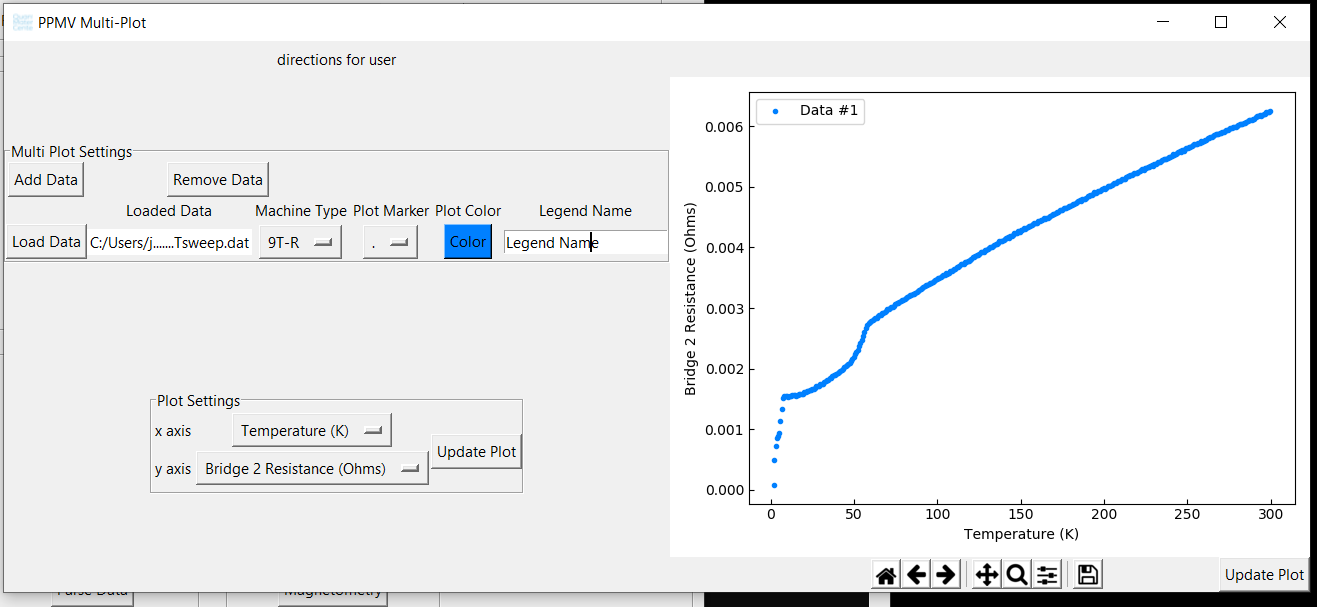 PPMV Multi-Plot
directions for user
Multi Plot Settings
Add Data Remove Data
Loaded Data Machine Type Plot Marker Plot Color Legend Name
Load Data C:/Users/j.......Tsweep.dat 9T-R . Color Legend Name
Plot Settings
x axis Temperature (K)
y axis Bridge 2 Resistance (Ohms)
Update Plot
Data #1
0.006
0.005
0.004
0.003
0.002
0.001
0.000
Bridge 2 Resistance (Ohms)
0 50 100 150 200 250 300
Temperature (K)
Update Plot
Parse Data Magnetometry